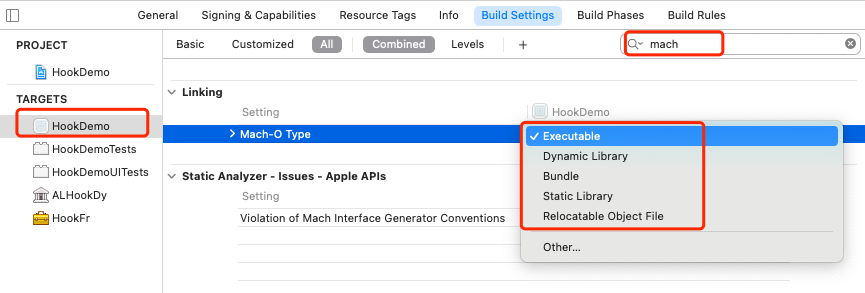 General Signing & Capabilities Resource Tags Info Build Settings Build Phases Build Rules
PROJECT
HookDemo
TARGETS
HookDemo
HookDemoTests
HookDemoUITests
ALHookDy
HookFr
Basic Customized All Combined Levels + mach
Linking
Setting HookDemo
Mach-O Type
Executable
Dynamic Library
Bundle
Static Library
Relocatable Object File
Other...
Static Analyzer - Issues - Apple APIs
Setting
Violation of Mach Interface Generator Conventions